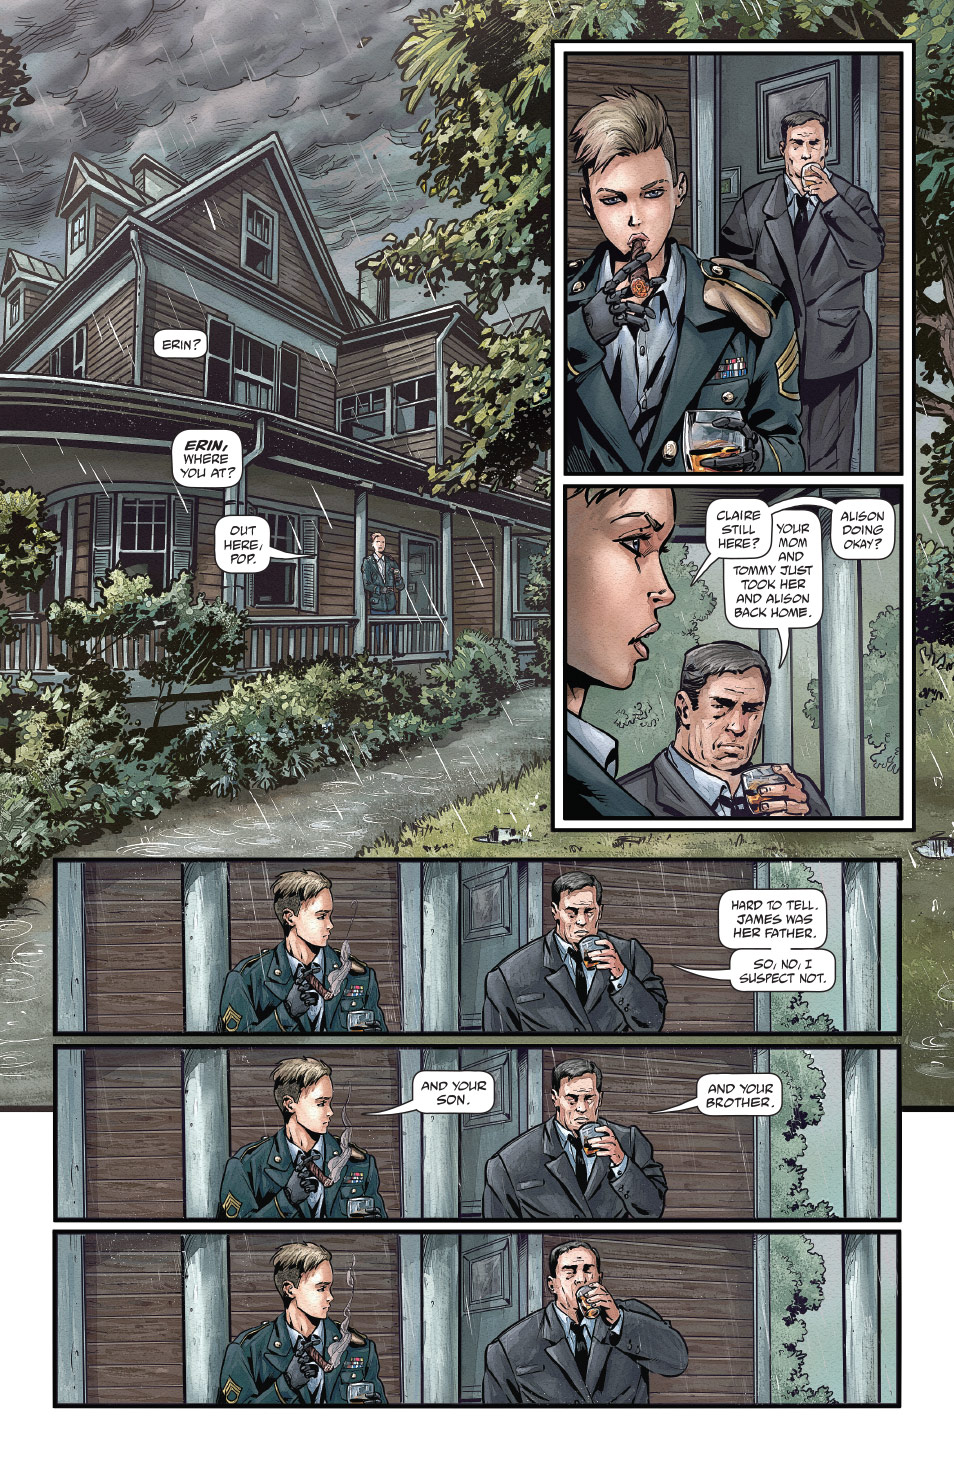 ERIN?
ERIN,
WHERE
YOU AT?
OUT
HERE,
POP.
CLAIRE
STILL
HERE?
YOUR
MOM
AND
TOMMY JUST
TOOK HER
AND ALISON
BACK HOME.
ALISON
DOING
OKAY?
HARD TO TELL.
JAMES WAS
HER FATHER.
SO, NO, I
SUSPECT NOT.
AND YOUR
SON.
AND YOUR
BROTHER.